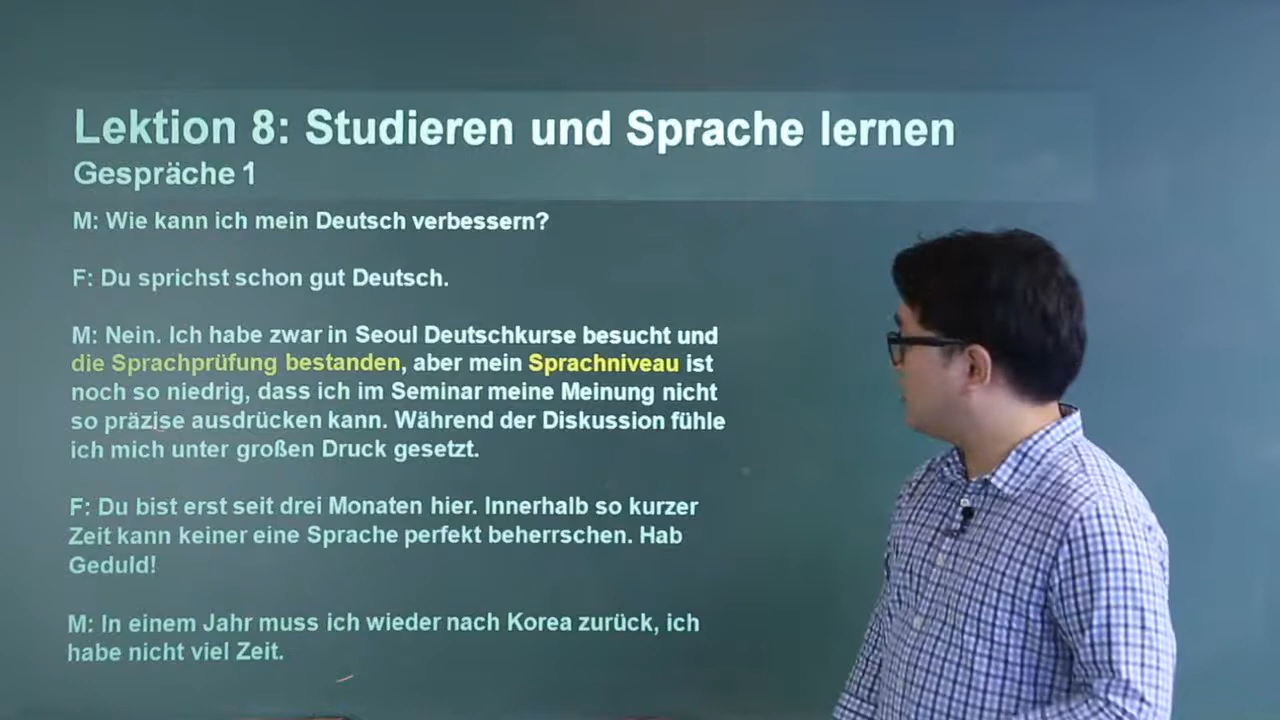 Lektion 8: Studieren und Sprache lernen
Gespräche 1
M: Wie kann ich mein Deutsch verbessern?
F: Du sprichst schon gut Deutsch.
M: Nein. Ich habe zwar in Seoul Deutschkurse besucht und
die Sprachprüfung bestanden, aber mein Sprachniveau ist
noch so niedrig, dass ich im Seminar meine Meinung nicht
so präzise ausdrücken kann. Während der Diskussion fühle
ich mich unter großen Druck gesetzt.
F: Du bist erst seit drei Monaten hier. Innerhalb so kurzer
Zeit kann keiner eine Sprache perfekt beherrschen. Hab
Geduld!
M: In einem Jahr muss ich wieder nach Korea zurück, ich
habe nicht viel Zeit.